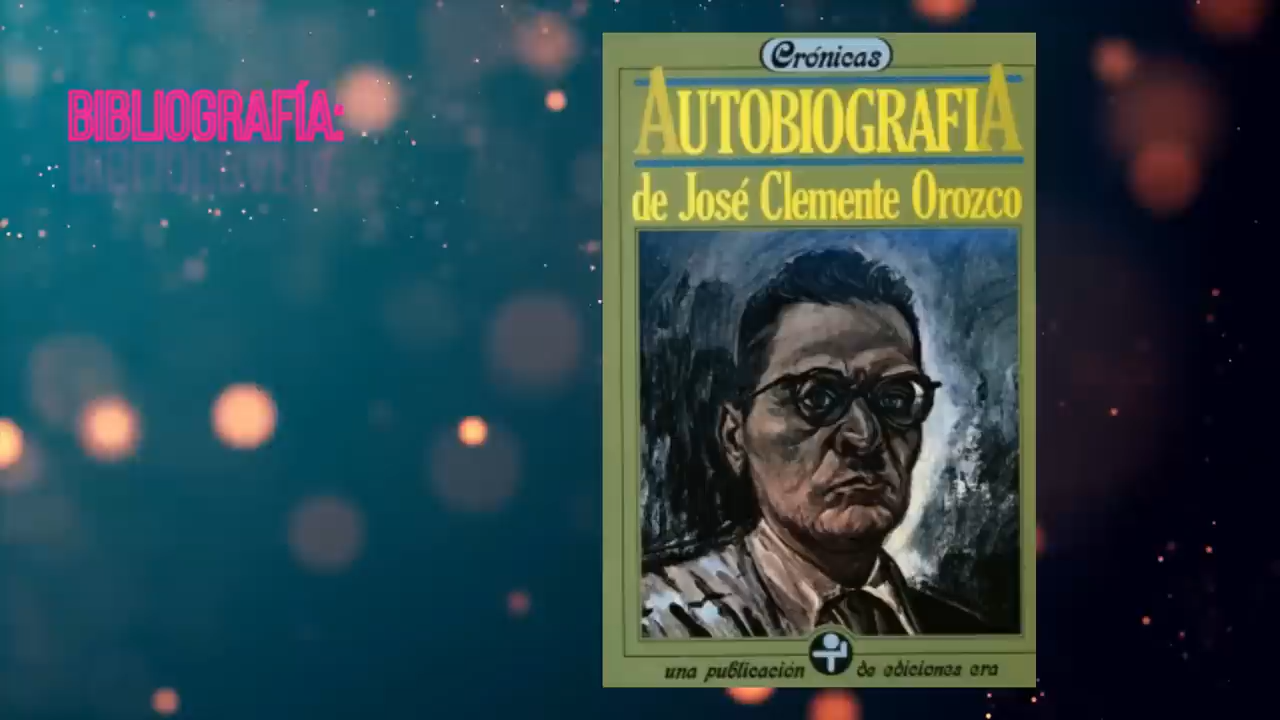 BIBLIOGRAFÍA:
Crónicas
AUTOBIOGRAFIA
de José Clemente Orozco
una publicación de ediciones era